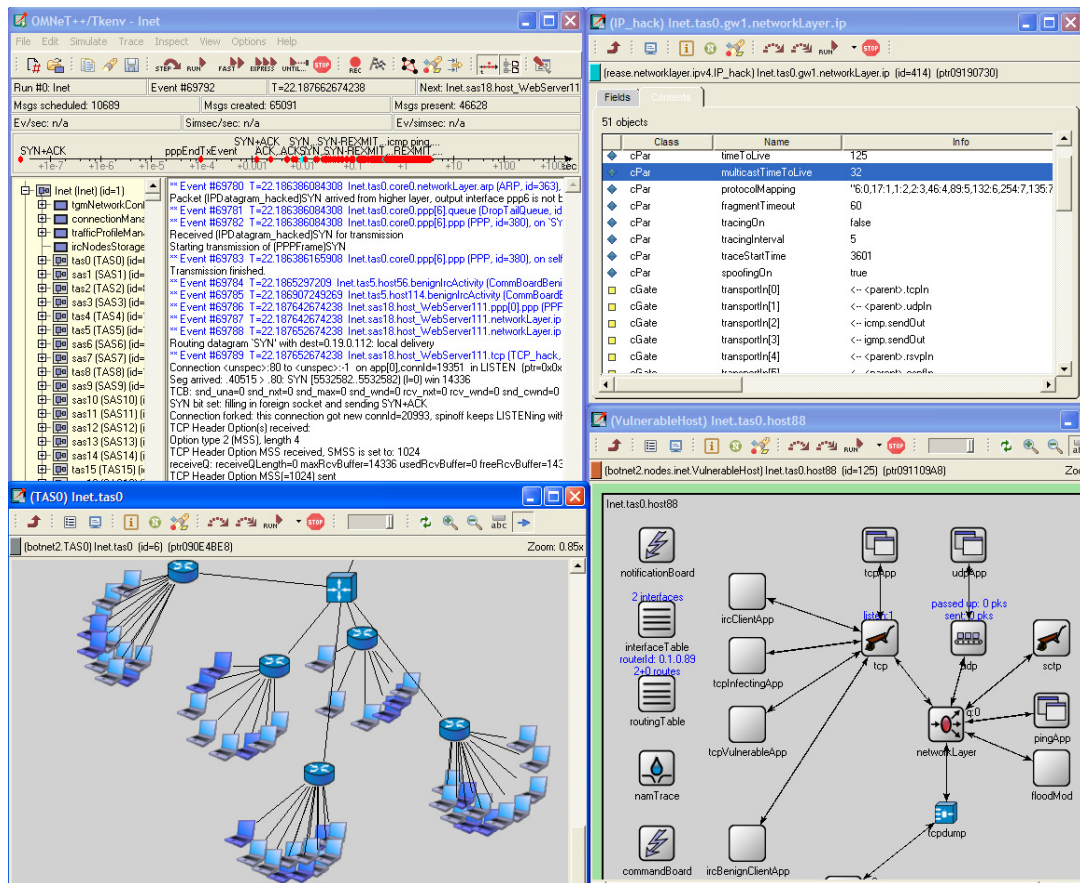 OMNeT++/Tkenv - Inet
File Edit Simulate Trace Inspect View Options Help
STEP RUN FAST EXPRESS UNTIL... STOP REC
Run #0: Inet Event #69792 T=22.187662674238 Next: Inet.sas18.host_WebServer111
Msgs scheduled: 10689 Msgs created: 65091 Msgs present: 46628
Ev/sec: n/a Simsec/sec: n/a Ev/simsec: n/a
SYN+ACK SYN, ,SYN-REXMIT, ,,icmp ping,,
SYN+ACK pppEndTxEvent
+1e-7 +1e-6 +1e-5 +1e-4 +0.001 +0.01 +0.1 +1 +10 +100 sec
Inet (Inet) (id=1)
tgmNetworkConf
connectionMana
trafficProfileMan
ircNodesStorage
tas0 (TAS0) (id=
sas1 (SAS1) (id=
tas2 (TAS2) (id=
sas3 (SAS3) (id=
tas4 (TAS4) (id=
tas5 (TAS5) (id=
sas6 (SAS6) (id=
sas7 (SAS7) (id=
tas8 (TAS8) (id=
sas9 (SAS9) (id=
sas10 (SAS10) (i
sas11 (SAS11) (i
sas12 (SAS12) (i
sas13 (SAS13) (i
sas14 (SAS14) (i
tas15 (TAS15) (i
** Event #69780 T=22.186386084308 Inet.tas0.core0.networkLayer.arp (ARP, id=363),
Packet (IPDatagram_hacked)SYN arrived from higher layer, output interface ppp6 is not b
** Event #69781 T=22.186386084308 Inet.tas0.core0.ppp[6].queue (DropTailQueue, id
** Event #69782 T=22.186386084308 Inet.tas0.core0.ppp[6].ppp (PPP, id=380), on `SY
Received (IPDatagram_hacked)SYN for transmission
Starting transmission of (PPPFrame)SYN
** Event #69783 T=22.186386165908 Inet.tas0.core0.ppp[6].ppp (PPP, id=380), on self
Transmission finished.
** Event #69784 T=22.18665297209 Inet.tas5.host56.benignIrcActivity (CommBoardBeni
** Event #69785 T=22.186907249269 Inet.tas5.host114.benignIrcActivity (CommBoardB
** Event #69786 T=22.187642674238 Inet.sas18.host_WebServer111.ppp[0].ppp (PPP
** Event #69787 T=22.187642674238 Inet.sas18.host_WebServer111.networkLayer.ip
** Event #69788 T=22.187652674238 Inet.sas18.host_WebServer111.networkLayer.ip
Routing datagram `SYN' with dest=0.19.0.112: local delivery
** Event #69789 T=22.187652674238 Inet.sas18.host_WebServer111.tcp (TCP_hack,
Connection <unspec>:80 to <unspec>:-1 on app[0],connId=19351 in LISTEN (ptr=0x0x
Seg arrived: .40515 > .80: SYN [5532582..5532582) (l=0) win 14336
TCB: snd_una=0 snd_nxt=0 snd_max=0 snd_wnd=0 rcv_nxt=0 rcv_wnd=0 snd_cwnd=0
SYN bit set: filling in foreign socket and sending SYN+ACK
Connection forked: this connection got new connId=20993, spinoff keeps LISTENing with
TCP Header Option(s) received:
Option type 2 (MSS), length 4
TCP Header Option MSS received, SMSS is set to: 1024
receiveQ: receiveQLength=0 maxRcvBuffer=14336 usedRcvBuffer=0 freeRcvBuffer=143
TCP Header Option MSS(=1024) sent
(IP_hack) Inet.tas0.gw1.networkLayer.ip
RUN STOP
(rease.networklayer.ipv4.IP_hack) Inet.tas0.gw1.networkLayer.ip (id=414) (ptr09190730)
Fields Contents
51 objects
Class Name Info
cPar timeToLive 125
cPar multicastTimeToLive 32
cPar protocolMapping "6:0,17:1,1:2,2:3,46:4,89:5,132:6,254:7,135:7
cPar fragmentTimeout 60
cPar tracingOn false
cPar tracingInterval 5
cPar traceStartTime 3601
cPar spoofingOn true
cGate transportIn[0] <-- <parent>.tcpIn
cGate transportIn[1] <-- <parent>.udpIn
cGate transportIn[2] <-- icmp.sendOut
cGate transportIn[3] <-- igmp.sendOut
cGate transportIn[4] <-- <parent>.rsvpIn
cGate transportIn[5] <-- <parent>.ospfIn
(TAS0) Inet.tas0
RUN STOP abc
(botnet2.TAS0) Inet.tas0 (id=6) (ptr090E4BE8) Zoom: 0.85x
(VulnerableHost) Inet.tas0.host88
RUN STOP
(botnet2.nodes.inet.VulnerableHost) Inet.tas0.host88 (id=125) (ptr091109A8) Zoo
Inet.tas0.host88
notificationBoard tcpApp udpApp
2 interfaces
interfaceTable
routerId: 0.1.0.89
2+0 routes
routingTable
ircClientApp
tcpInfectingApp
tcpVulnerableApp
listen:1
tcp
passed up: 0 pks
sent: 0 pks
udp
sctp
q:0
networkLayer
pingApp
floodMod
namTrace
tcpdump
commandBoard ircBenignClientApp